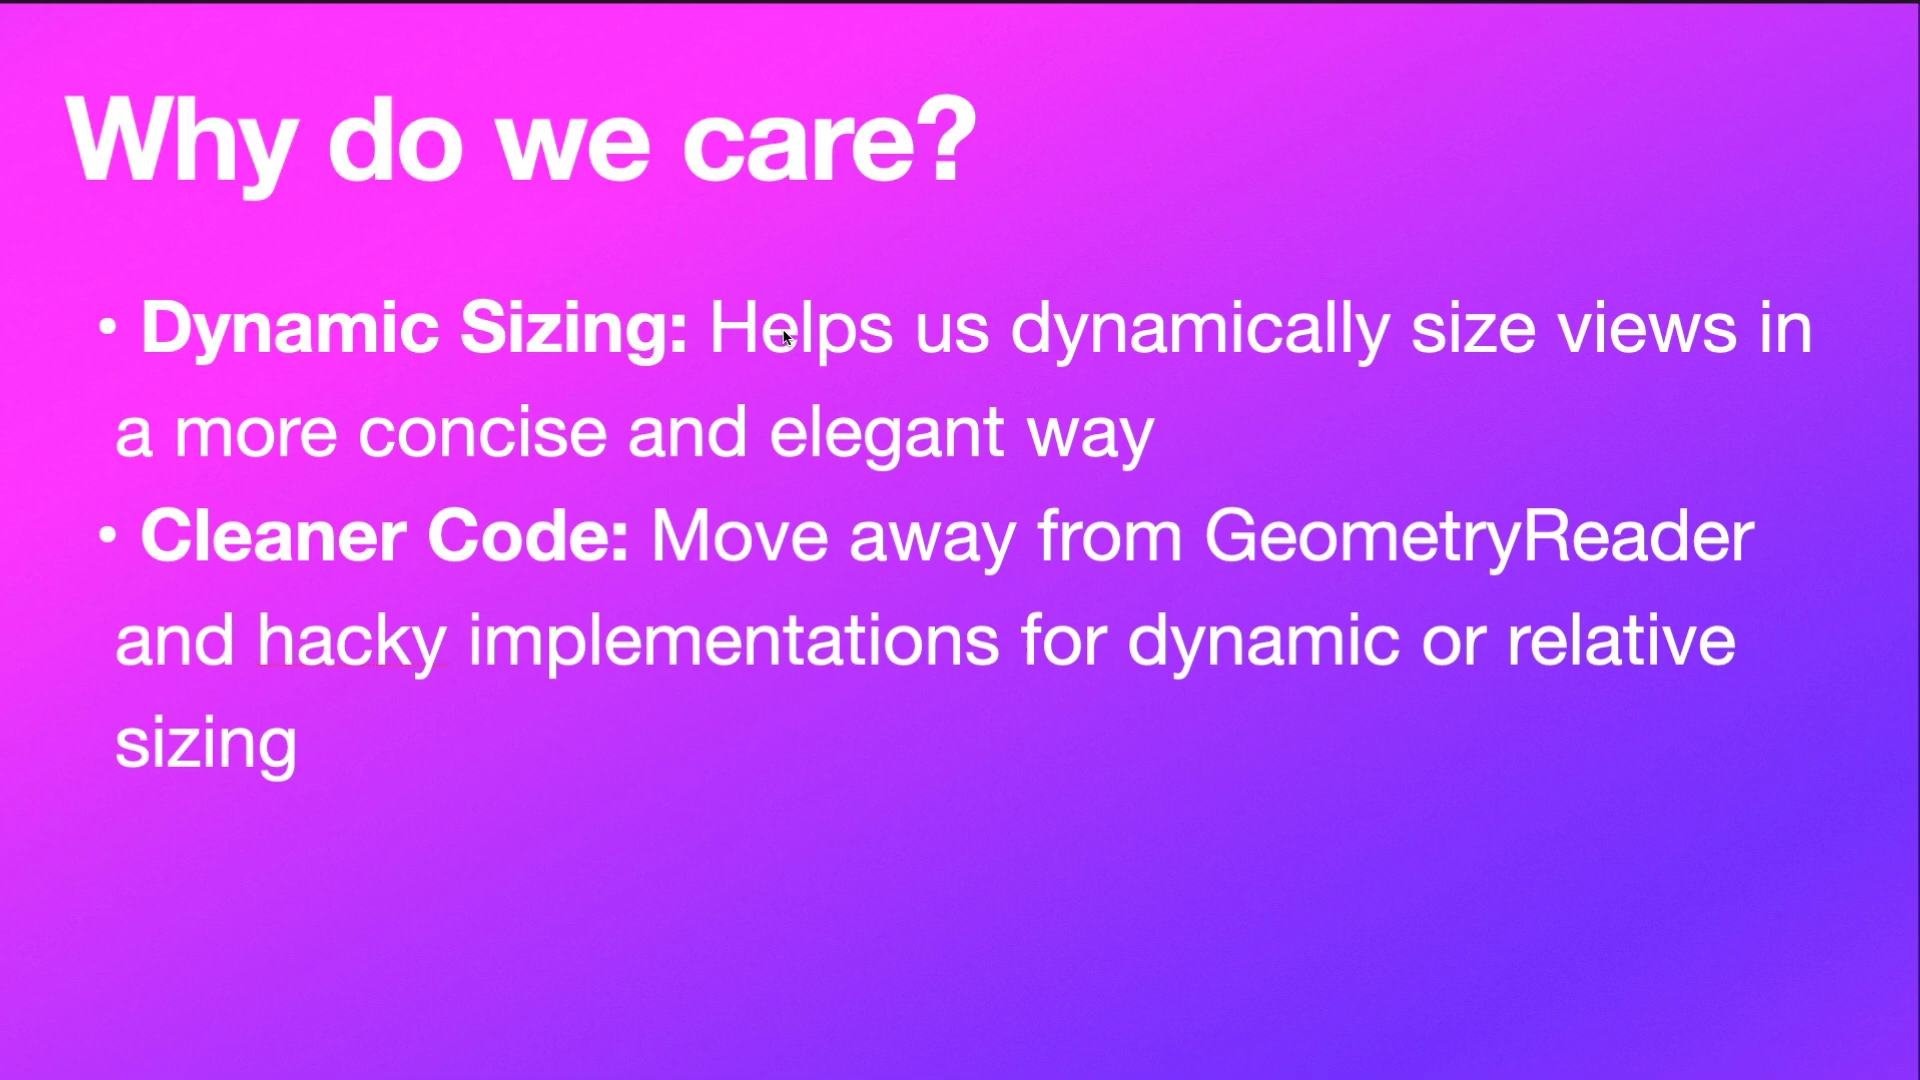 Why do we care?
• Dynamic Sizing: Helps us dynamically size views in
a more concise and elegant way
• Cleaner Code: Move away from GeometryReader
and hacky implementations for dynamic or relative
sizing